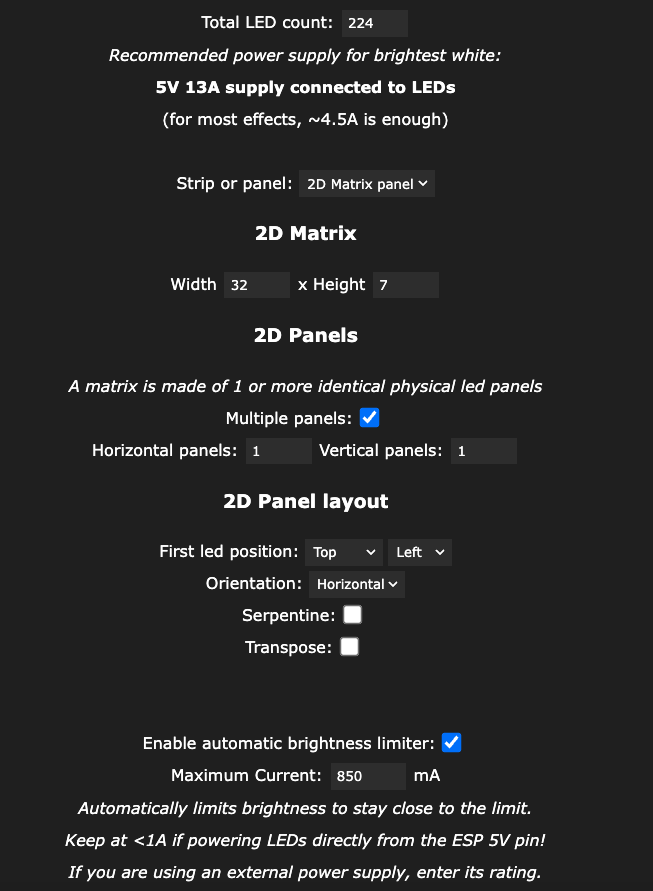 Total LED count: 224
Recommended power supply for brightest white:
5V 13A supply connected to LEDs
(for most effects, ~4.5A is enough)
Strip or panel: 2D Matrix panel
2D Matrix
Width 32 x Height 7
2D Panels
A matrix is made of 1 or more identical physical led panels
Multiple panels:
Horizontal panels: 1 Vertical panels: 1
2D Panel layout
First led position: Top Left
Orientation: Horizontal
Serpentine:
Transpose:
Enable automatic brightness limiter:
Maximum Current: 850 mA
Automatically limits brightness to stay close to the limit.
Keep at <1A if powering LEDs directly from the ESP 5V pin!
If you are using an external power supply, enter its rating.